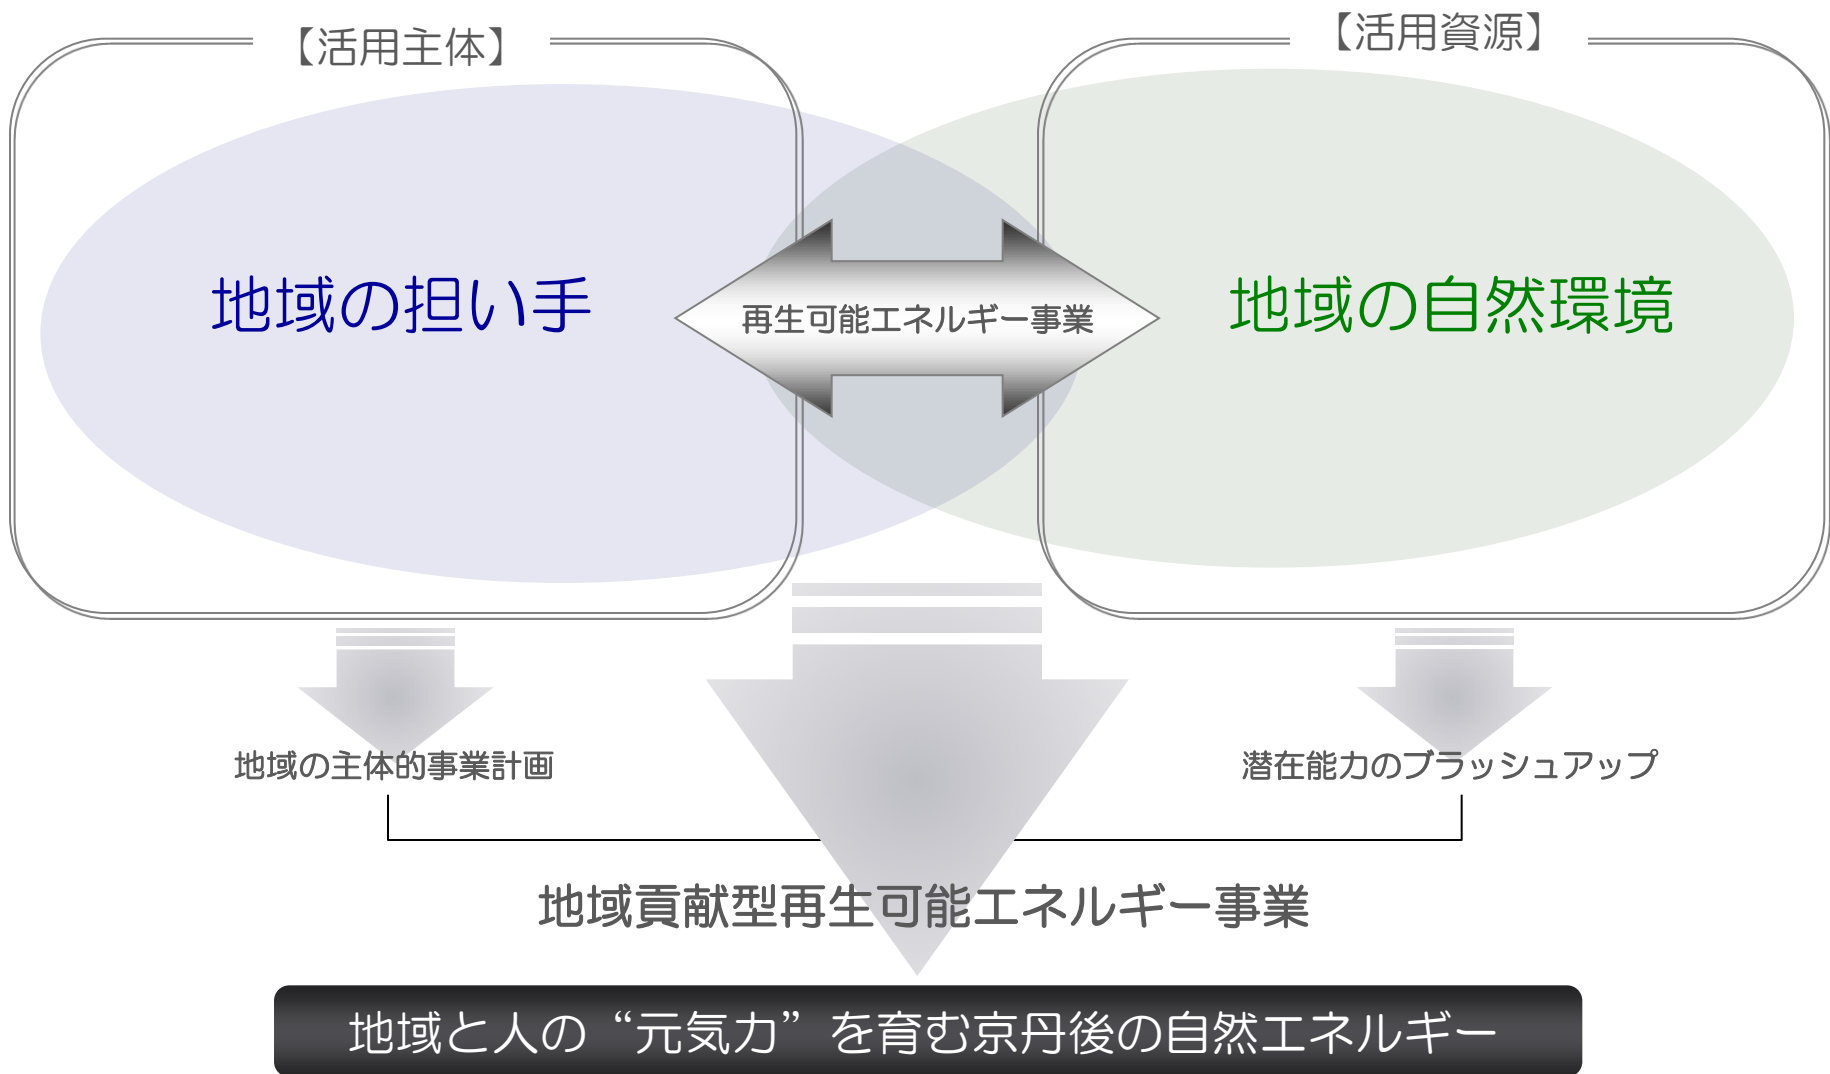 【活用主体】
【活用資源】
地域の担い手
再生可能エネルギー事業
地域の自然環境
地域の主体的事業計画
潜在能力のブラッシュアップ
地域貢献型再生可能エネルギー事業
地域と人の“元気力”を育む京丹後の自然エネルギー